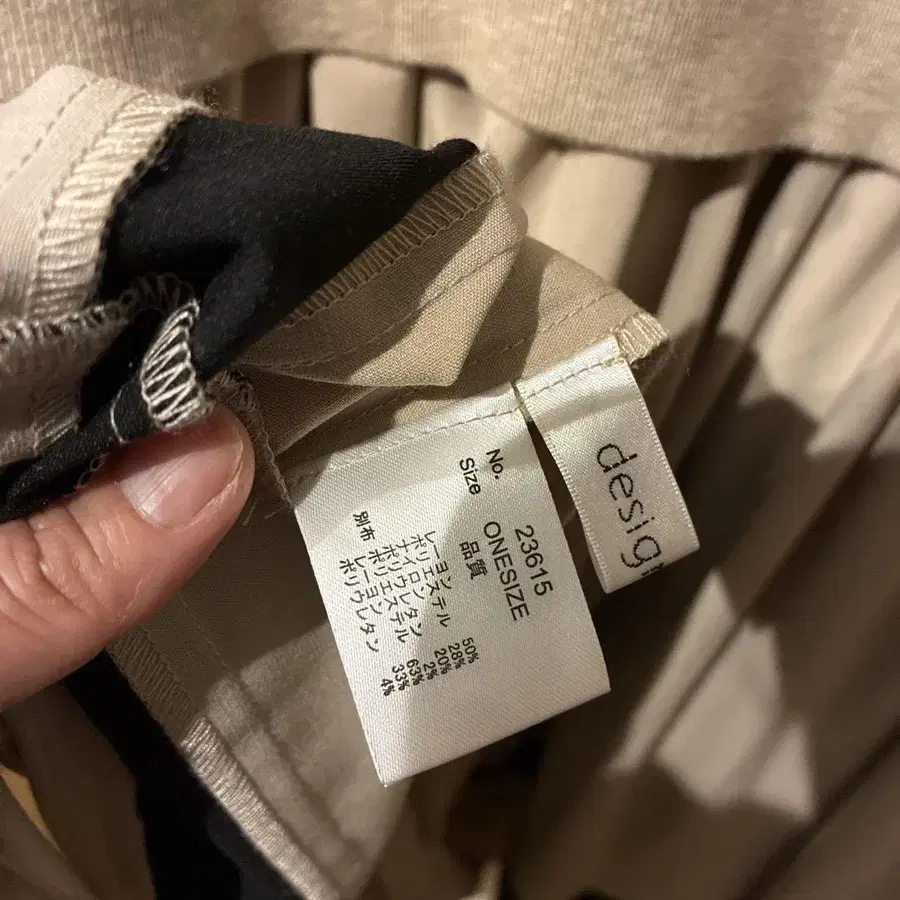 No. 23615
Size ONESIZE
品質
レーヨン 50%
ポリエステル 28%
ナイロン 20%
ポリウレタン 2%
別布 ポリエステル 63%
レーヨン 33%
ポリウレタン 4%
desig